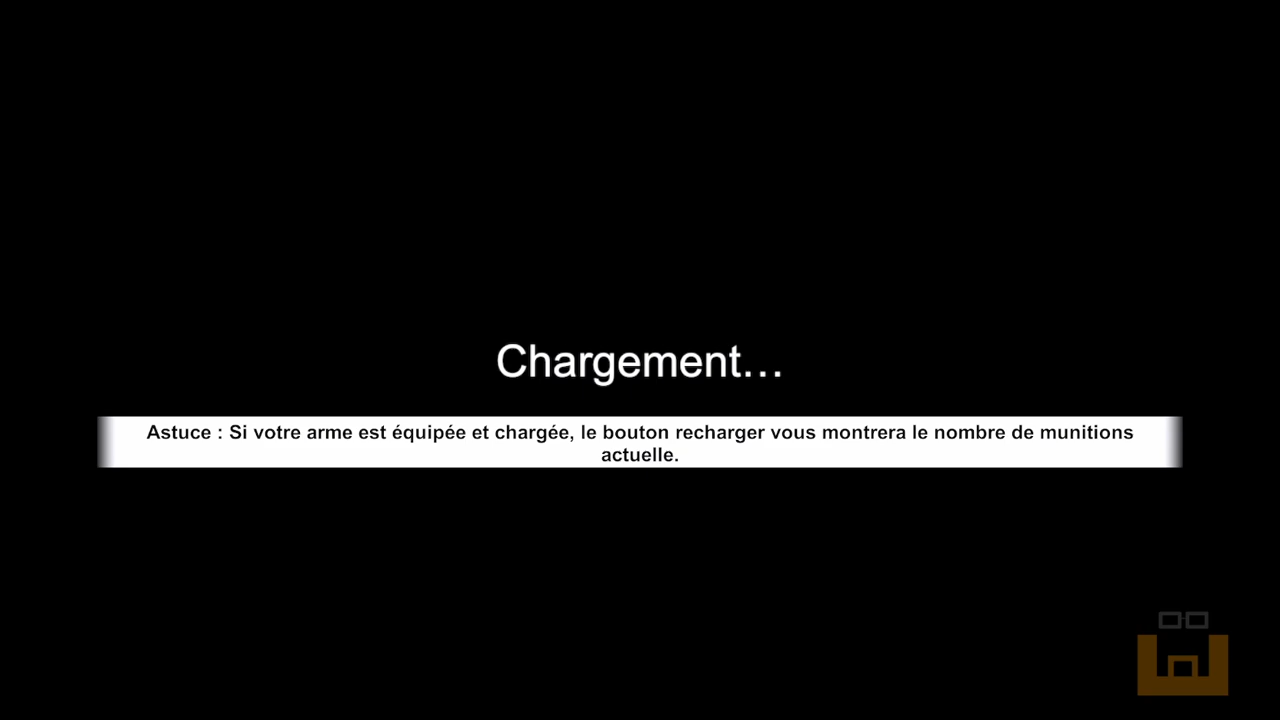 Chargement...
Astuce : Si votre arme est équipée et chargée, le bouton recharger vous montrera le nombre de munitions
actuelle.